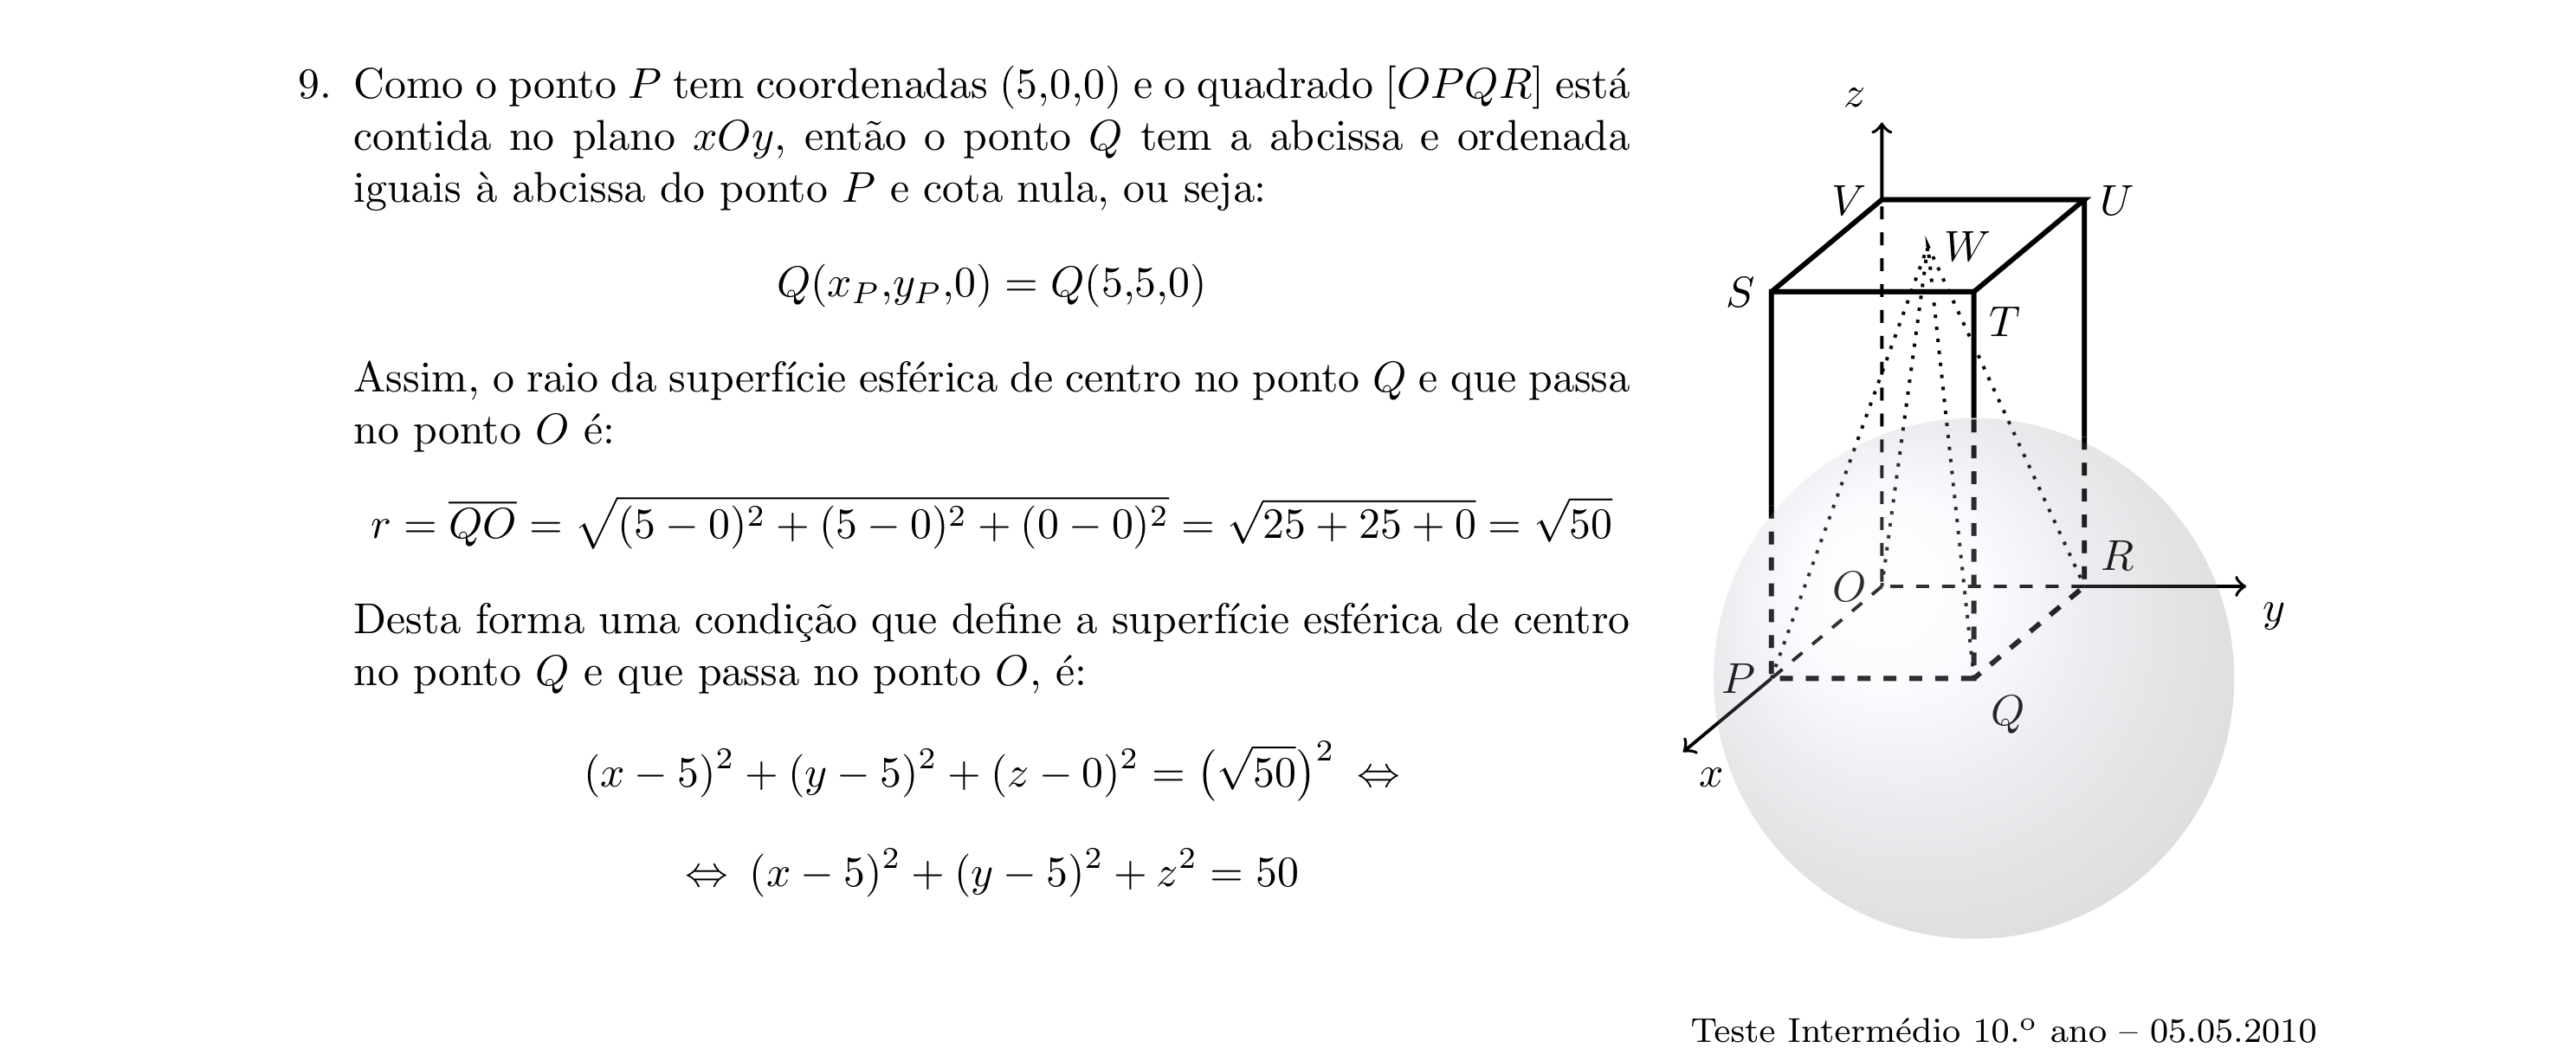 9. Como o ponto P tem coordenadas (5,0,0) e o quadrado [OPQR] está
contida no plano xOy, então o ponto Q tem a abcissa e ordenada
iguais à abcissa do ponto P e cota nula, ou seja:
Q(x_P,y_P,0) = Q(5,5,0)
Assim, o raio da superfície esférica de centro no ponto Q e que passa
no ponto O é:
r = \overline{QO} = \sqrt{(5 − 0)^2 + (5 − 0)^2 + (0 − 0)^2} = \sqrt{25 + 25 + 0} = \sqrt{50}
Desta forma uma condição que define a superfície esférica de centro
no ponto Q e que passa no ponto O, é:
(x − 5)^2 + (y − 5)^2 + (z − 0)^2 = (\sqrt{50})^2 ⇔
⇔ (x − 5)^2 + (y − 5)^2 + z^2 = 50
z
V
U
W
S
T
O
R
y
P
Q
x
Teste Intermédio 10.º ano – 05.05.2010